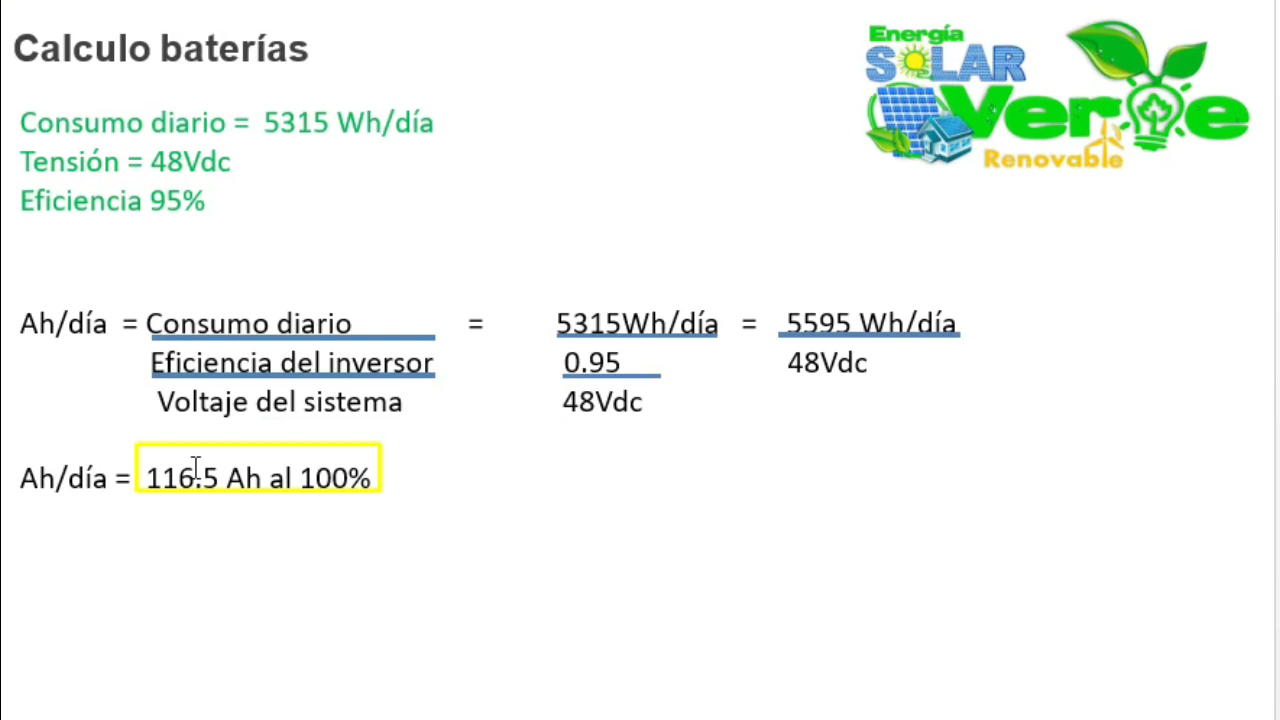 Calculo baterías
Energía
SOLAR
Verde
Renovable
Consumo diario = 5315 Wh/día
Tensión = 48Vdc
Eficiencia 95%
Ah/día = Consumo diario = 5315Wh/día = 5595 Wh/día
Eficiencia del inversor 0.95 48Vdc
Voltaje del sistema 48Vdc
Ah/día = 116.5 Ah al 100%